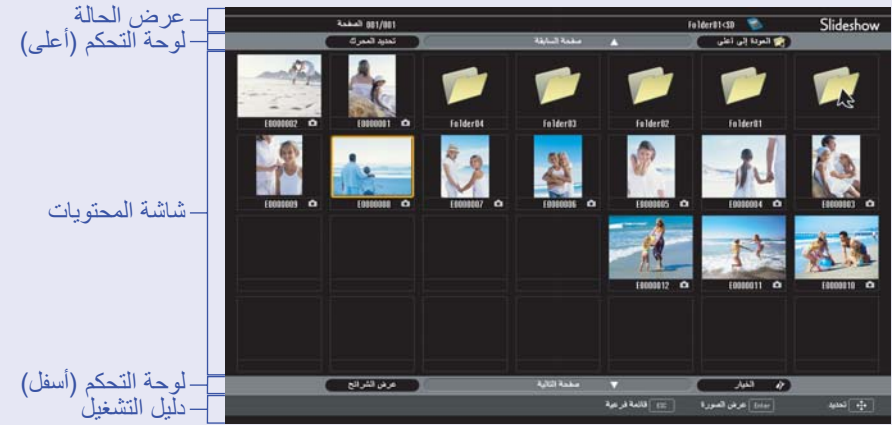 عرض الحالة
لوحة التحكم (أعلى)
شاشة المحتويات
لوحة التحكم (أسفل)
دليل التشغيل
Slideshow
Folder01<SD
001/001 الصفحة
العودة إلى أعلى
▲ صفحة السابقة
تحديد المحرك
Folder01
Folder02
Folder03
Folder04
E0000001
E0000002
E0000003
E0000004
E0000005
E0000006
E0000007
E0000008
E0000009
E0000010
E0000011
E0000012
الخيار
▼ صفحة التالية
عرض الشرائح
تحديد
Enter عرض الصورة
ESC قائمة فرعية